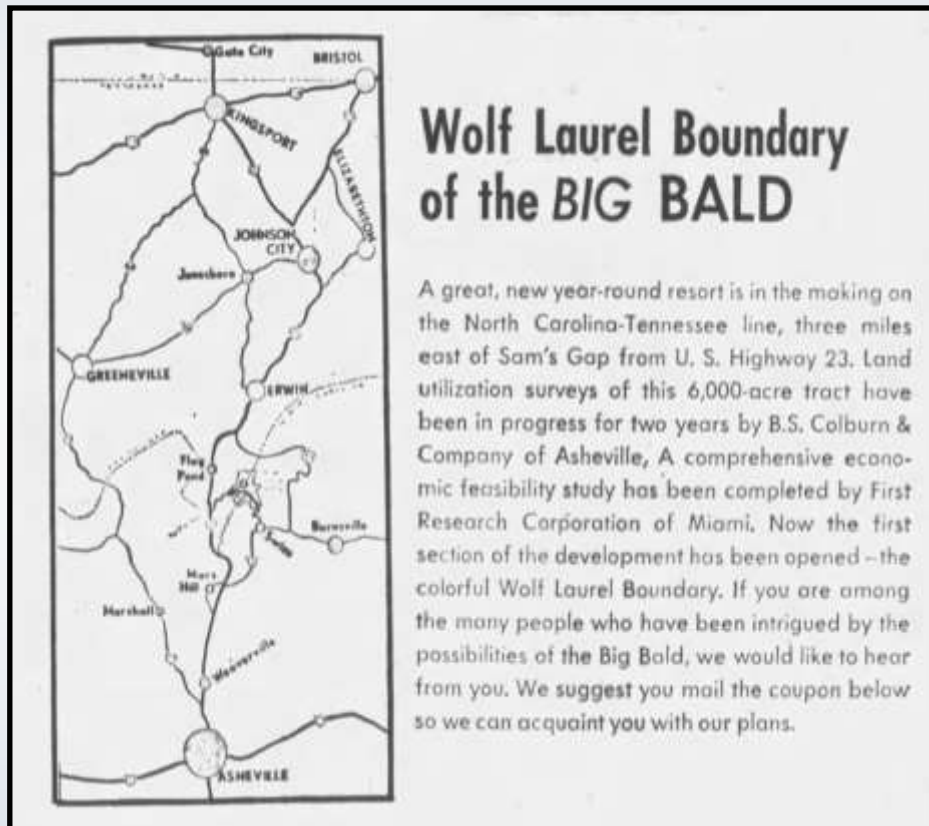 Gate City
BRISTOL
KINGSPORT
ELIZABETHTON
JOHNSON
CITY
Jonesboro
GREENEVILLE
ERWIN
Flag
Pond
Burnsville
Swiss
Mars
Hill
Marshall
Weaverville
ASHEVILLE
Wolf Laurel Boundary
of the BIG BALD
A great, new year-round resort is in the making on
the North Carolina-Tennessee line, three miles
east of Sam's Gap from U. S. Highway 23. Land
utilization surveys of this 6,000-acre tract have
been in progress for two years by B.S. Colburn &
Company of Asheville, A comprehensive econo-
mic feasibility study has been completed by First
Research Corporation of Miami. Now the first
section of the development has been opened – the
colorful Wolf Laurel Boundary. If you are among
the many people who have been intrigued by the
possibilities of the Big Bald, we would like to hear
from you. We suggest you mail the coupon below
so we can acquaint you with our plans.